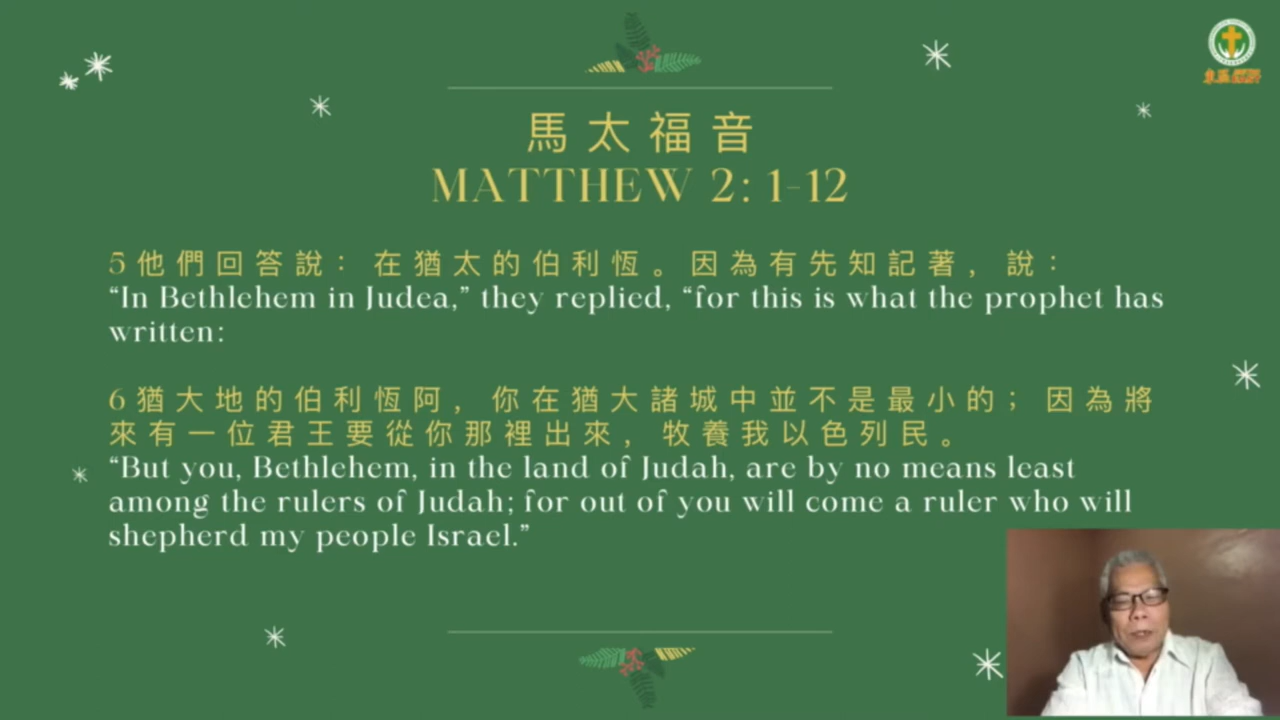 馬太福音
MATTHEW 2: 1-12
5 他們回答說：在猶太的伯利恆。因為有先知記著，說：
“In Bethlehem in Judea,” they replied, “for this is what the prophet has
written:
6 猶大地的伯利恆阿，你在猶大諸城中並不是最小的；因為將
來有一位君王要從你那裡出來，牧養我以色列民。
“But you, Bethlehem, in the land of Judah, are by no means least
among the rulers of Judah; for out of you will come a ruler who will
shepherd my people Israel.”